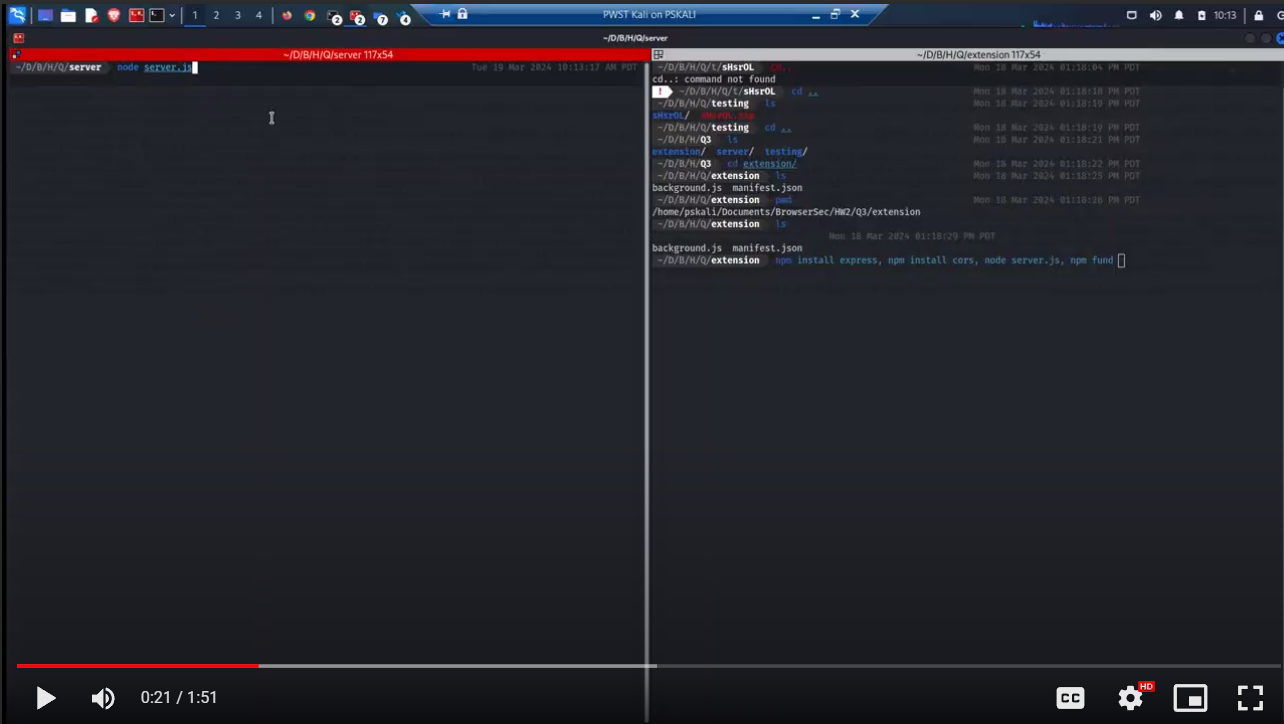 1 2 3 4 2 2 7 4 PWST Kali on PSKALI 10:13
~/D/B/H/Q/server
~/D/B/H/Q/server 117x54
~/D/B/H/Q/server node server.js Tue 19 Mar 2024 10:13:17 AM PDT
~/D/B/H/Q/extension 117x54
~/D/B/H/Q/t/sHsrOL cd.. Mon 18 Mar 2024 01:18:04 PM PDT
cd..: command not found
! ~/D/B/H/Q/t/sHsrOL cd .. Mon 18 Mar 2024 01:18:18 PM PDT
~/D/B/H/Q/testing ls Mon 18 Mar 2024 01:18:19 PM PDT
sHsrOL/ sHsrOL.zip
~/D/B/H/Q/testing cd .. Mon 18 Mar 2024 01:18:19 PM PDT
~/D/B/H/Q3 ls Mon 18 Mar 2024 01:18:21 PM PDT
extension/ server/ testing/
~/D/B/H/Q3 cd extension/ Mon 18 Mar 2024 01:18:22 PM PDT
~/D/B/H/Q/extension ls Mon 18 Mar 2024 01:18:25 PM PDT
background.js manifest.json
~/D/B/H/Q/extension pwd Mon 18 Mar 2024 01:18:26 PM PDT
/home/pskali/Documents/BrowserSec/HW2/Q3/extension
~/D/B/H/Q/extension ls
Mon 18 Mar 2024 01:18:29 PM PDT
background.js manifest.json
~/D/B/H/Q/extension npm install express, npm install cors, node server.js, npm fund
0:21 / 1:51 CC HD